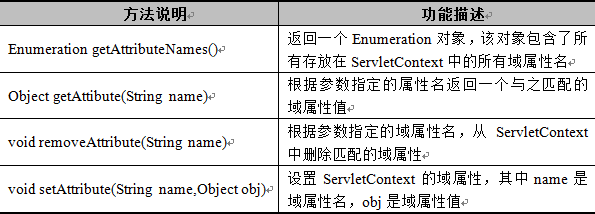 方法说明
功能描述
Enumeration getAttributeNames()
返回一个 Enumeration 对象，该对象包含了所
有存放在 ServletContext 中的所有域属性名
Object getAttibute(String name)
根据参数指定的属性名返回一个与之匹配的
域属性值
void removeAttribute(String name)
根据参数指定的域属性名，从 ServletContext
中删除匹配的域属性
void setAttribute(String name,Object obj)
设置 ServletContext 的域属性，其中 name 是
域属性名，obj 是域属性值